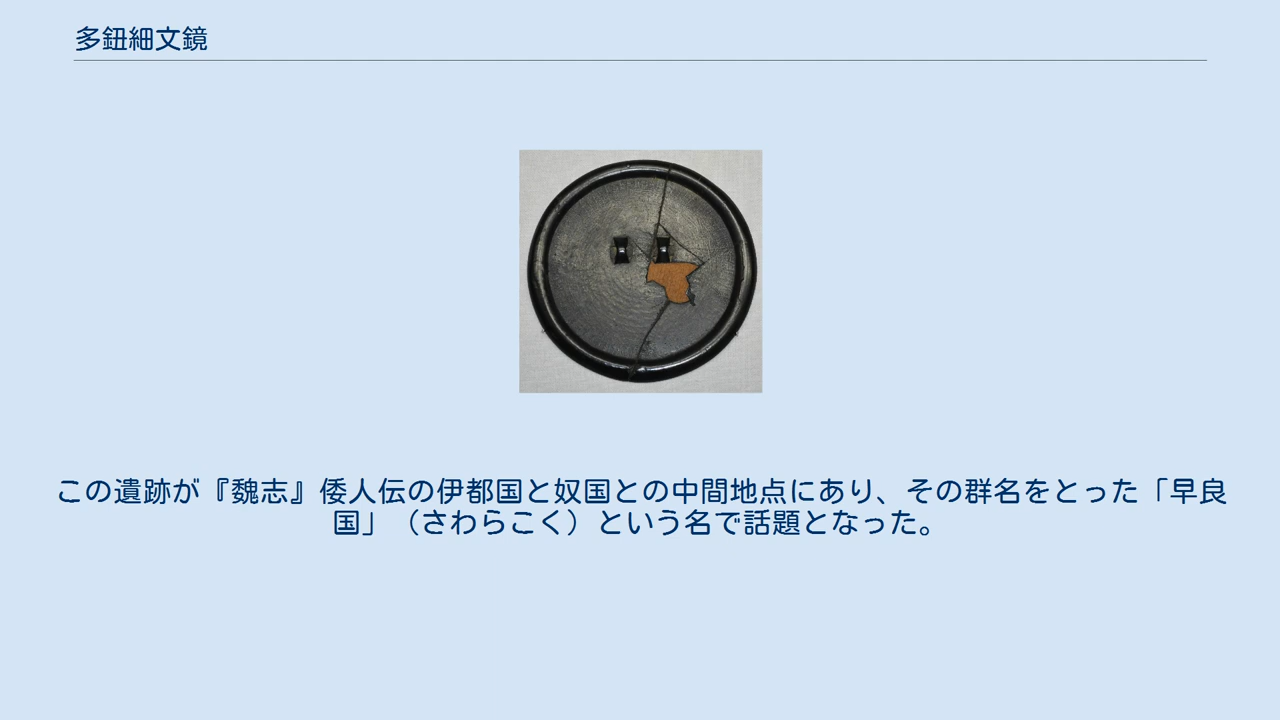 多鈕細文鏡
この遺跡が『魏志』倭人伝の伊都国と奴国との中間地点にあり、その群名をとった「早良
国」（さわらこく）という名で話題となった。